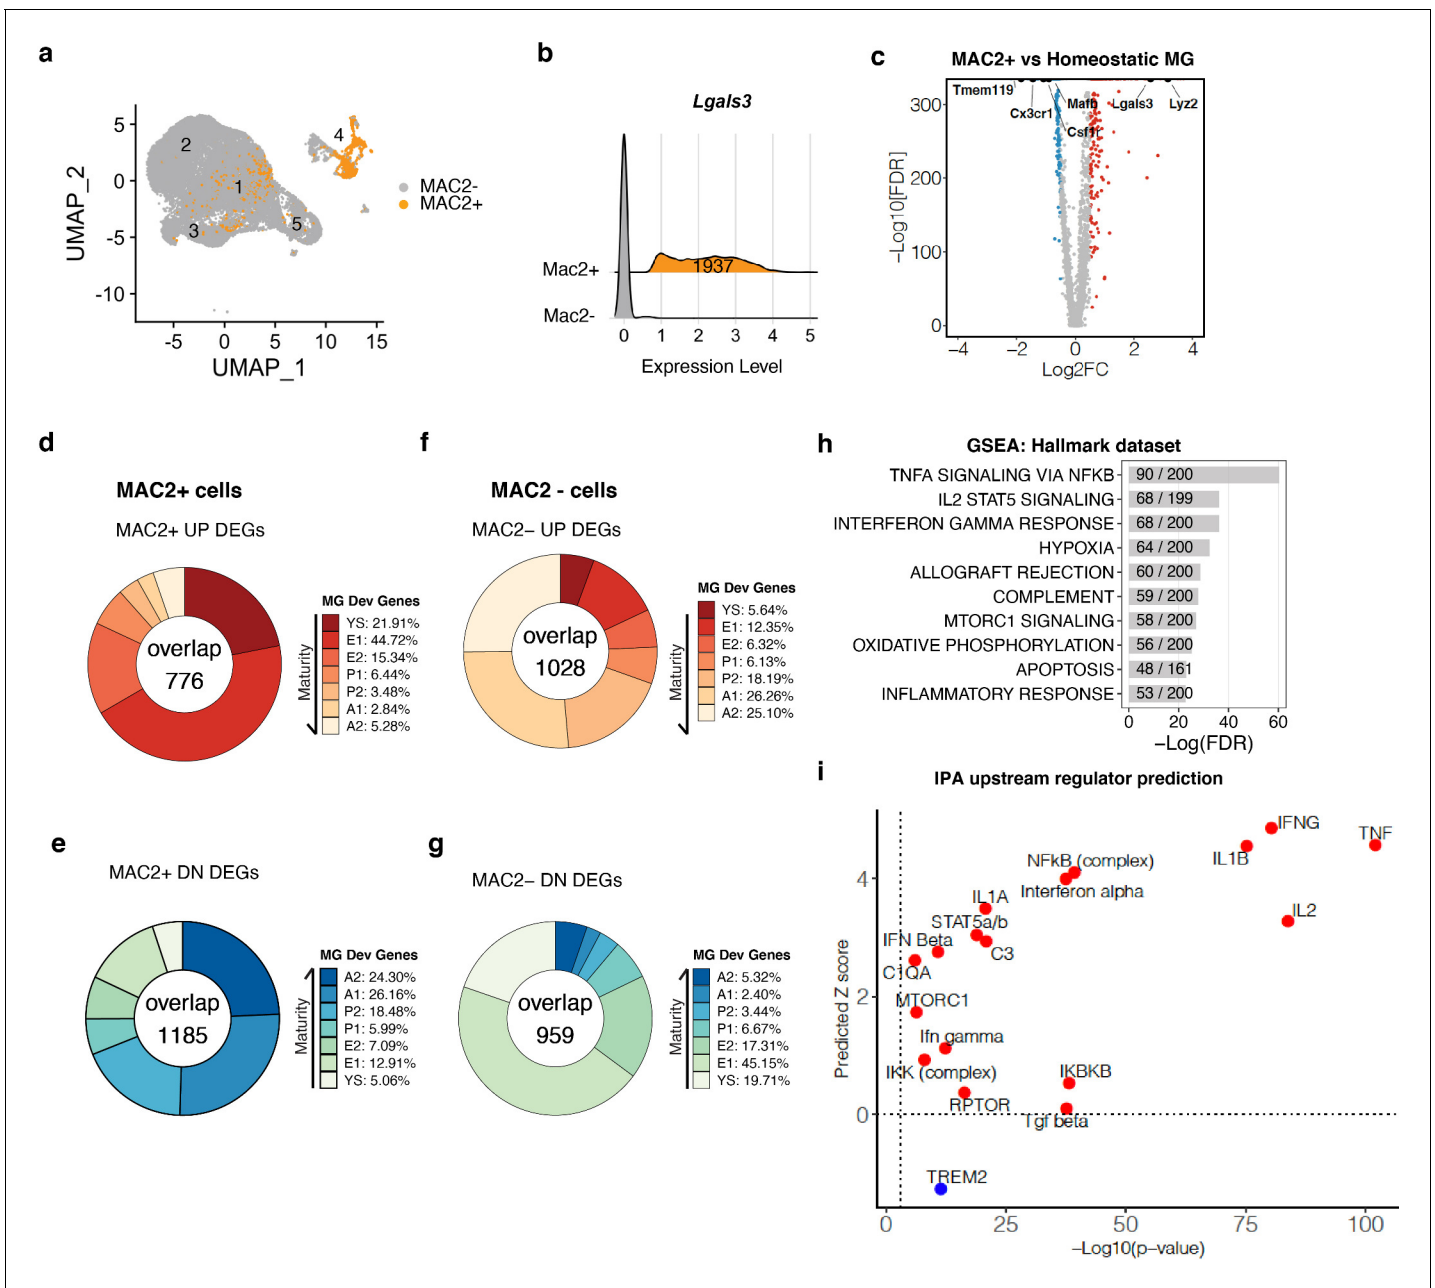 a
UMAP_2
5
0
-5
-10
-5
0
5
10
15
UMAP_1
2
1
3
4
5
MAC2-
MAC2+
b
Lgals3
Mac2+
1937
Mac2-
0 1 2 3 4 5
Expression Level
c
MAC2+ vs Homeostatic MG
−Log10[FDR]
300
200
100
0
Tmem119
Cx3cr1
Mafb
Csf1r
Lgals3
Lyz2
−4 −2 0 2 4
Log2FC
d
MAC2+ cells
MAC2+ UP DEGs
overlap
776
MG Dev Genes
Maturity
YS: 21.91%
E1: 44.72%
E2: 15.34%
P1: 6.44%
P2: 3.48%
A1: 2.84%
A2: 5.28%
f
MAC2 - cells
MAC2− UP DEGs
overlap
1028
MG Dev Genes
Maturity
YS: 5.64%
E1: 12.35%
E2: 6.32%
P1: 6.13%
P2: 18.19%
A1: 26.26%
A2: 25.10%
e
MAC2+ DN DEGs
overlap
1185
MG Dev Genes
Maturity
A2: 24.30%
A1: 26.16%
P2: 18.48%
P1: 5.99%
E2: 7.09%
E1: 12.91%
YS: 5.06%
g
MAC2− DN DEGs
overlap
959
MG Dev Genes
Maturity
A2: 5.32%
A1: 2.40%
P2: 3.44%
P1: 6.67%
E2: 17.31%
E1: 45.15%
YS: 19.71%
h
GSEA: Hallmark dataset
TNFA SIGNALING VIA NFKB 90 / 200
IL2 STAT5 SIGNALING 68 / 199
INTERFERON GAMMA RESPONSE 68 / 200
HYPOXIA 64 / 200
ALLOGRAFT REJECTION 60 / 200
COMPLEMENT 59 / 200
MTORC1 SIGNALING 58 / 200
OXIDATIVE PHOSPHORYLATION 56 / 200
APOPTOSIS 48 / 161
INFLAMMATORY RESPONSE 53 / 200
0 20 40 60
−Log(FDR)
i
IPA upstream regulator prediction
Predicted Z score
4
2
0
IFNG
TNF
IL1B
NFkB (complex)
Interferon alpha
IL1A
IL2
STAT5a/b
IFN Beta
C3
C1QA
MTORC1
Ifn gamma
IKK (complex)
IKBKB
RPTOR
Tgf beta
TREM2
0 25 50 75 100
−Log10(p−value)